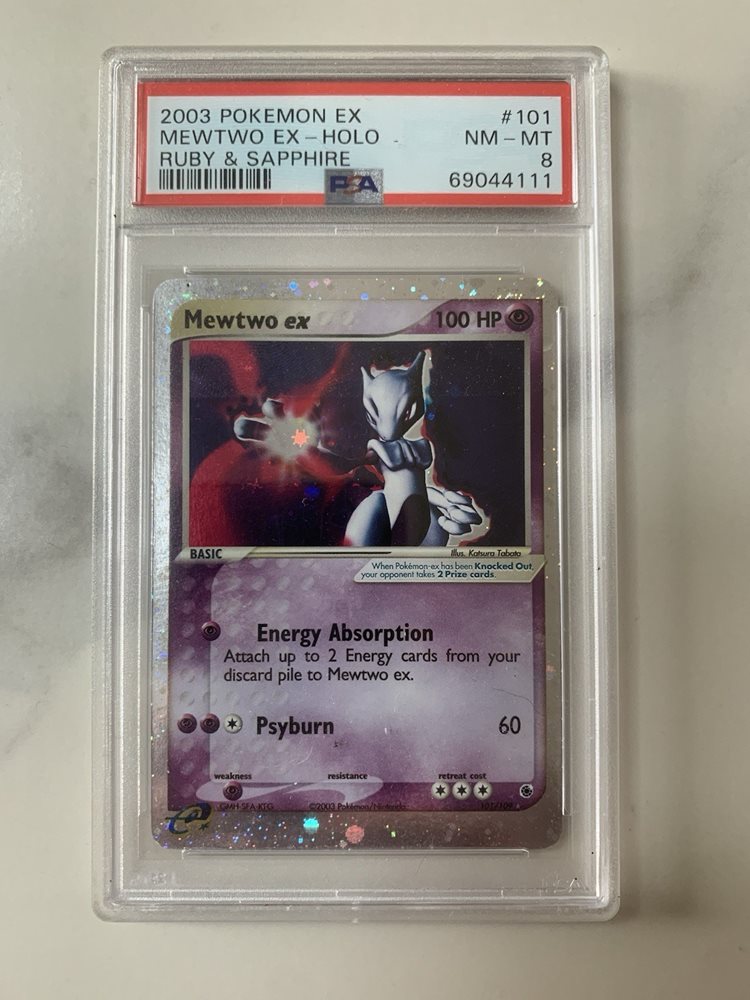 2003 POKEMON EX #101
MEWTWO EX - HOLO NM - MT
RUBY & SAPPHIRE 8
PSA 69044111
Mewtwo ex 100 HP
BASIC Illus. Katsura Tabata
When Pokémon-ex has been Knocked Out,
your opponent takes 2 Prize cards.
Energy Absorption
Attach up to 2 Energy cards from your
discard pile to Mewtwo ex.
Psyburn 60
weakness resistance retreat cost
©2003 Pokémon/Nintendo 101/109
e